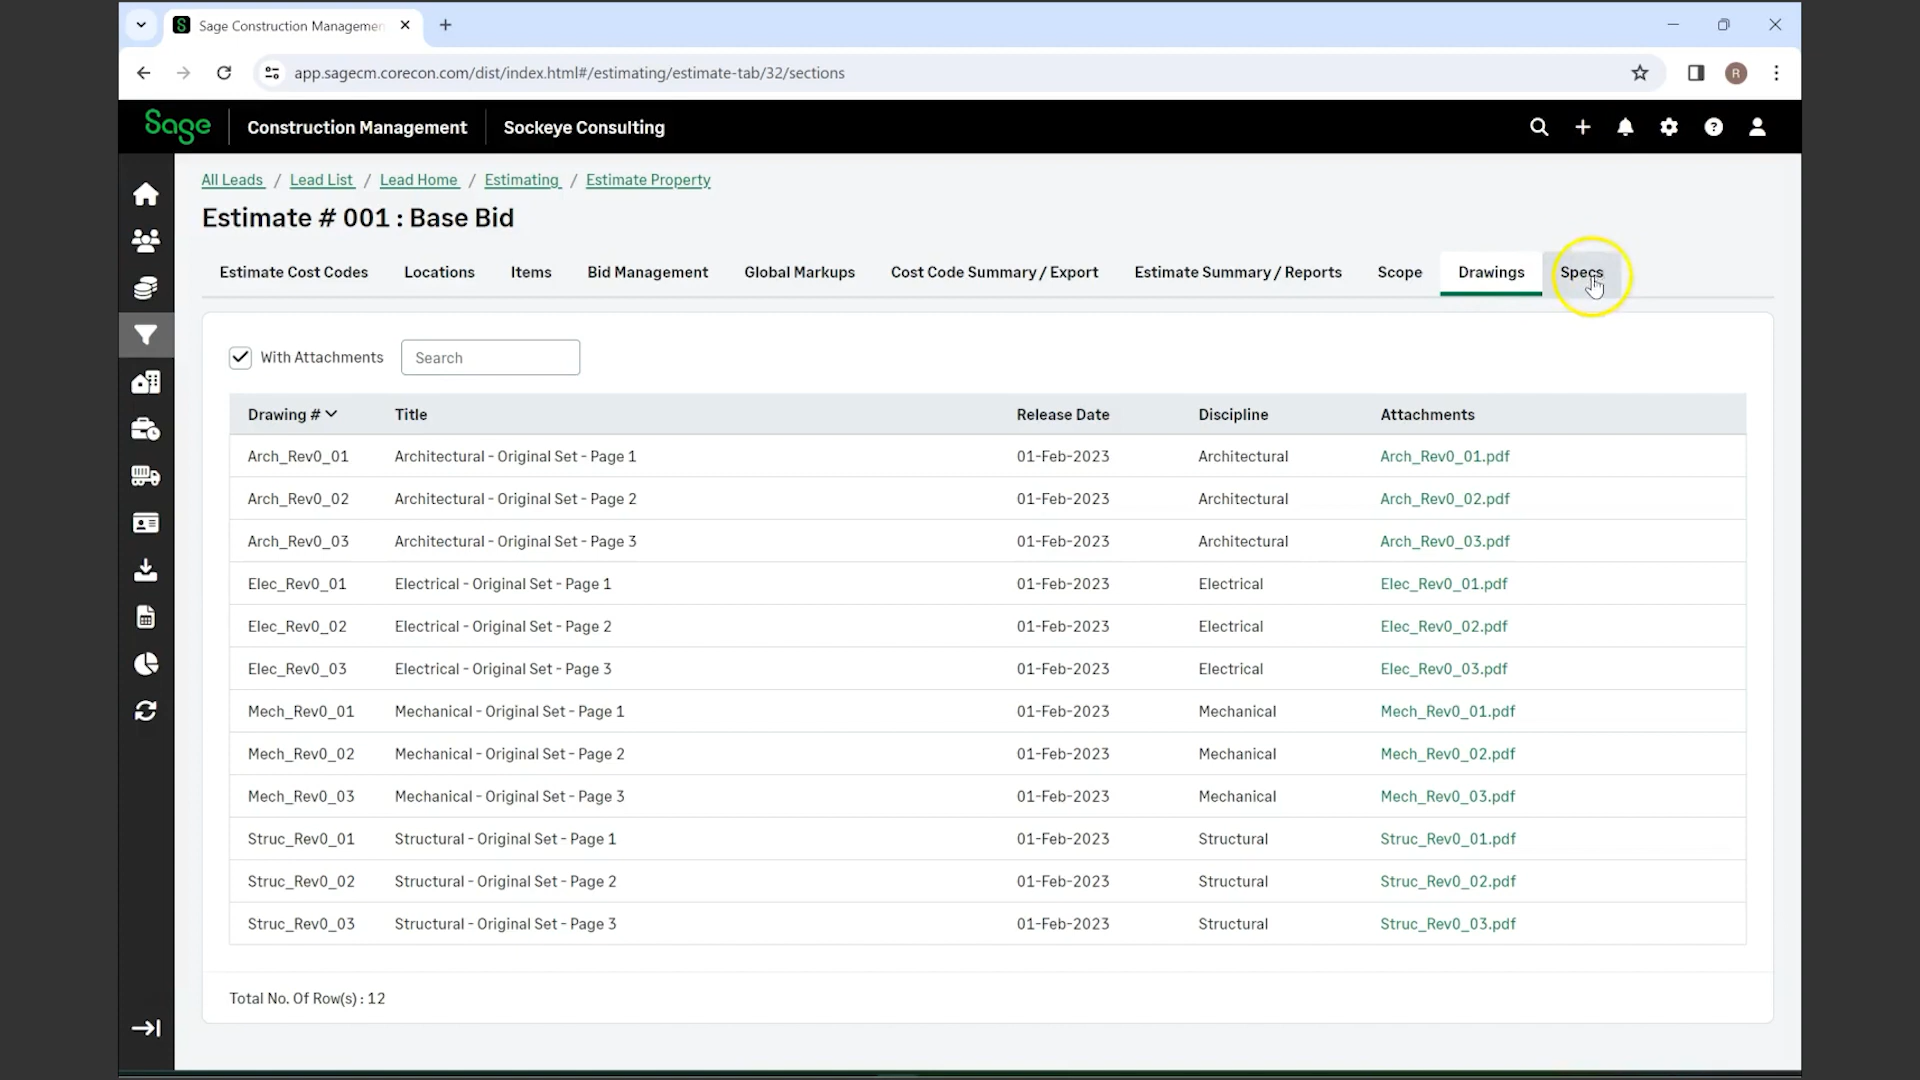 Sage Construction Managemen
app.sagecm.corecon.com/dist/index.html#/estimating/estimate-tab/32/sections
R
Sage Construction Management Sockeye Consulting
All Leads / Lead List / Lead Home / Estimating / Estimate Property
Estimate # 001 : Base Bid
Estimate Cost Codes Locations Items Bid Management Global Markups Cost Code Summary / Export Estimate Summary / Reports Scope Drawings Specs
With Attachments Search
Drawing # Title Release Date Discipline Attachments
Arch_Rev0_01 Architectural - Original Set - Page 1 01-Feb-2023 Architectural Arch_Rev0_01.pdf
Arch_Rev0_02 Architectural - Original Set - Page 2 01-Feb-2023 Architectural Arch_Rev0_02.pdf
Arch_Rev0_03 Architectural - Original Set - Page 3 01-Feb-2023 Architectural Arch_Rev0_03.pdf
Elec_Rev0_01 Electrical - Original Set - Page 1 01-Feb-2023 Electrical Elec_Rev0_01.pdf
Elec_Rev0_02 Electrical - Original Set - Page 2 01-Feb-2023 Electrical Elec_Rev0_02.pdf
Elec_Rev0_03 Electrical - Original Set - Page 3 01-Feb-2023 Electrical Elec_Rev0_03.pdf
Mech_Rev0_01 Mechanical - Original Set - Page 1 01-Feb-2023 Mechanical Mech_Rev0_01.pdf
Mech_Rev0_02 Mechanical - Original Set - Page 2 01-Feb-2023 Mechanical Mech_Rev0_02.pdf
Mech_Rev0_03 Mechanical - Original Set - Page 3 01-Feb-2023 Mechanical Mech_Rev0_03.pdf
Struc_Rev0_01 Structural - Original Set - Page 1 01-Feb-2023 Structural Struc_Rev0_01.pdf
Struc_Rev0_02 Structural - Original Set - Page 2 01-Feb-2023 Structural Struc_Rev0_02.pdf
Struc_Rev0_03 Structural - Original Set - Page 3 01-Feb-2023 Structural Struc_Rev0_03.pdf
Total No. Of Row(s) : 12